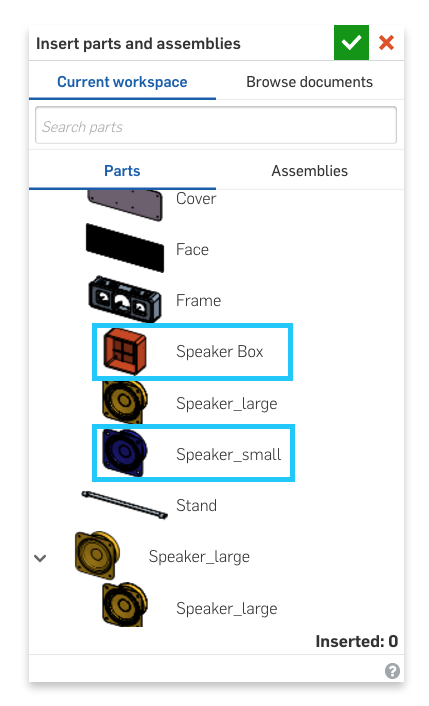 Insert parts and assemblies
Current workspace Browse documents
Search parts
Parts Assemblies
Cover
Face
Frame
Speaker Box
Speaker_large
Speaker_small
Stand
Speaker_large
Speaker_large
Inserted: 0
?